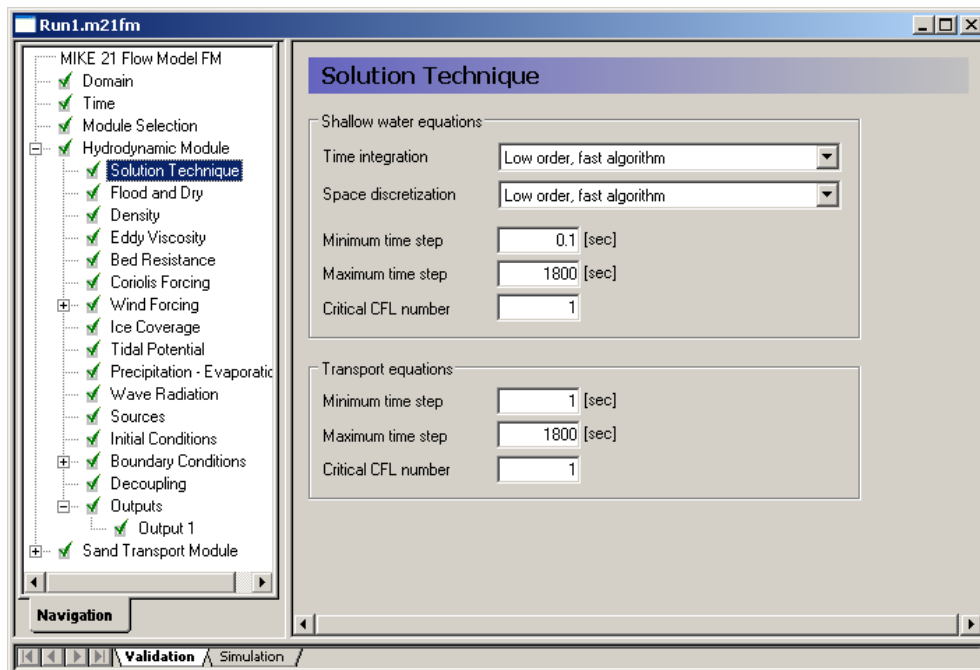 Run1.m21fm
MIKE 21 Flow Model FM
Domain
Time
Module Selection
Hydrodynamic Module
Solution Technique
Flood and Dry
Density
Eddy Viscosity
Bed Resistance
Coriolis Forcing
Wind Forcing
Ice Coverage
Tidal Potential
Precipitation - Evaporatic
Wave Radiation
Sources
Initial Conditions
Boundary Conditions
Decoupling
Outputs
Output 1
Sand Transport Module
Navigation
Solution Technique
Shallow water equations
Time integration Low order, fast algorithm
Space discretization Low order, fast algorithm
Minimum time step 0.1 [sec]
Maximum time step 1800 [sec]
Critical CFL number 1
Transport equations
Minimum time step 1 [sec]
Maximum time step 1800 [sec]
Critical CFL number 1
Validation Simulation